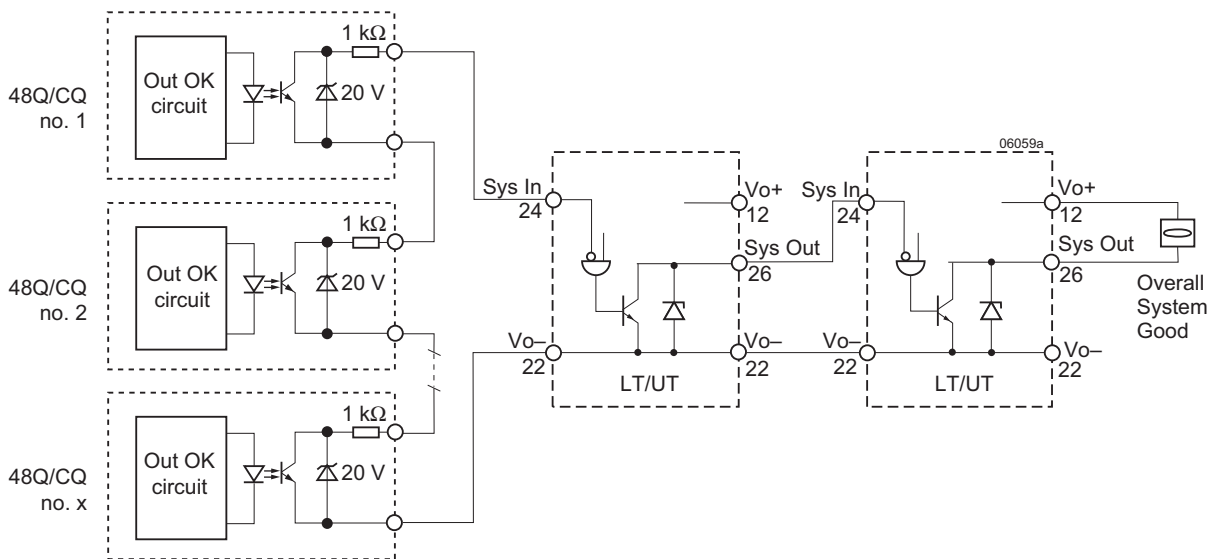 48Q/CQ
no. 1
Out OK
circuit
1 kΩ
20 V
48Q/CQ
no. 2
Out OK
circuit
1 kΩ
20 V
48Q/CQ
no. x
Out OK
circuit
1 kΩ
20 V
Sys In
24
Vo+
12
Sys Out
26
Vo–
22
Vo–
22
LT/UT
06059a
Sys In
24
Vo+
12
Sys Out
26
Vo–
22
Vo–
22
LT/UT
Overall
System
Good